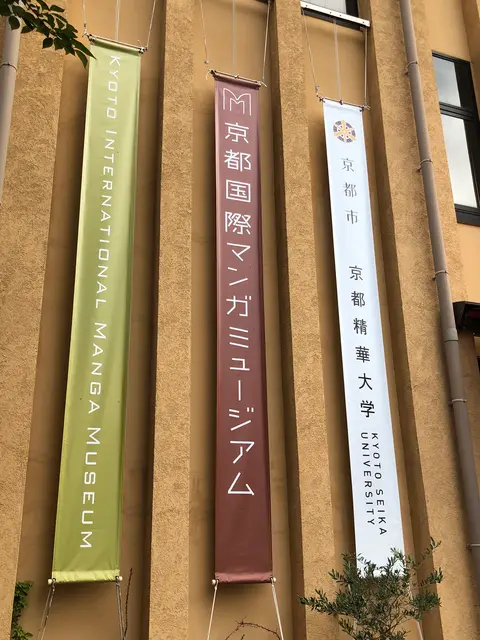 KYOTO INTERNATIONAL MANGA MUSEUM
M
京都国際マンガミュージアム
京都市
京都精華大学
KYOTO SEIKA
UNIVERSITY